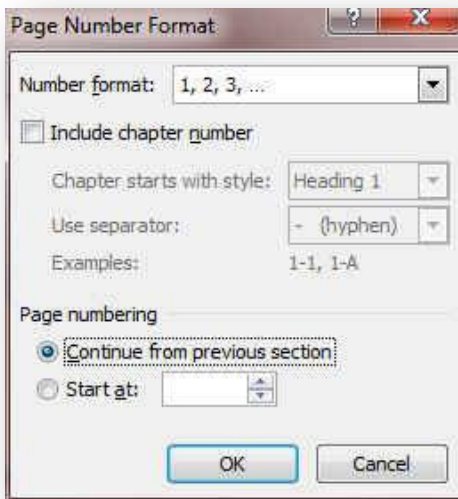 Page Number Format
Number format: 1, 2, 3, ...
Include chapter number
Chapter starts with style: Heading 1
Use separator: - (hyphen)
Examples: 1-1, 1-A
Page numbering
Continue from previous section
Start at:
OK Cancel